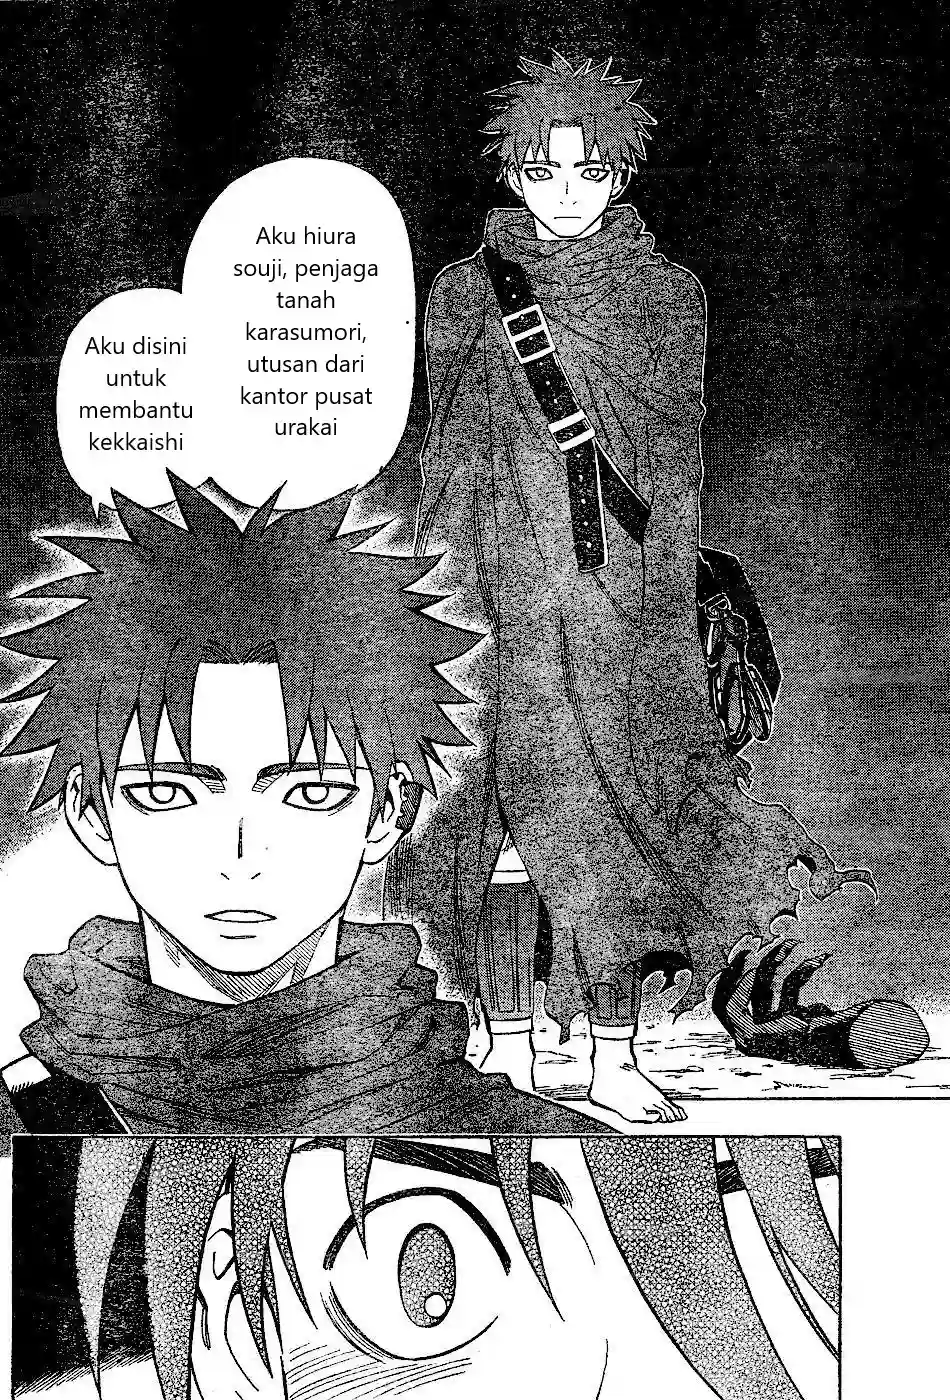 Aku hiura
souji, penjaga
tanah
karasumori,
utusan dari
kantor pusat
urakai
Aku disini
untuk
membantu
kekkaishi